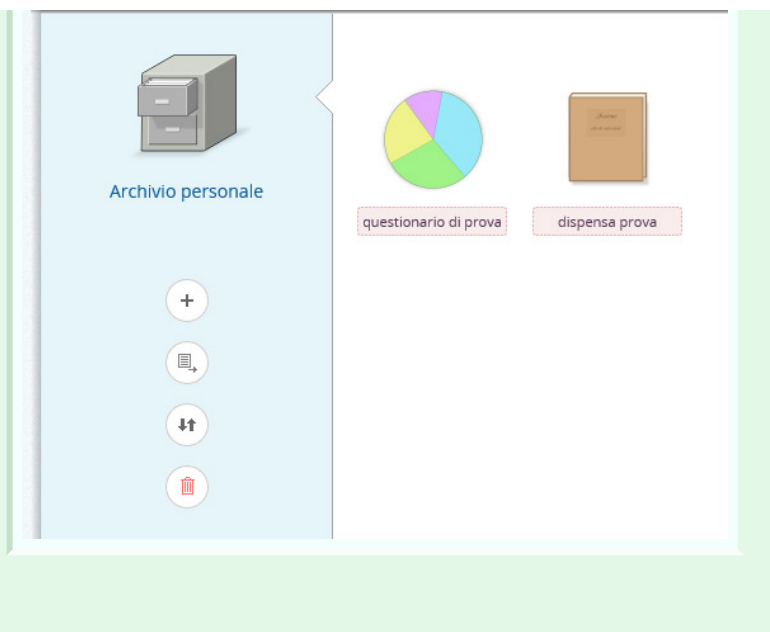 Archivio personale
questionario di prova
dispensa prova